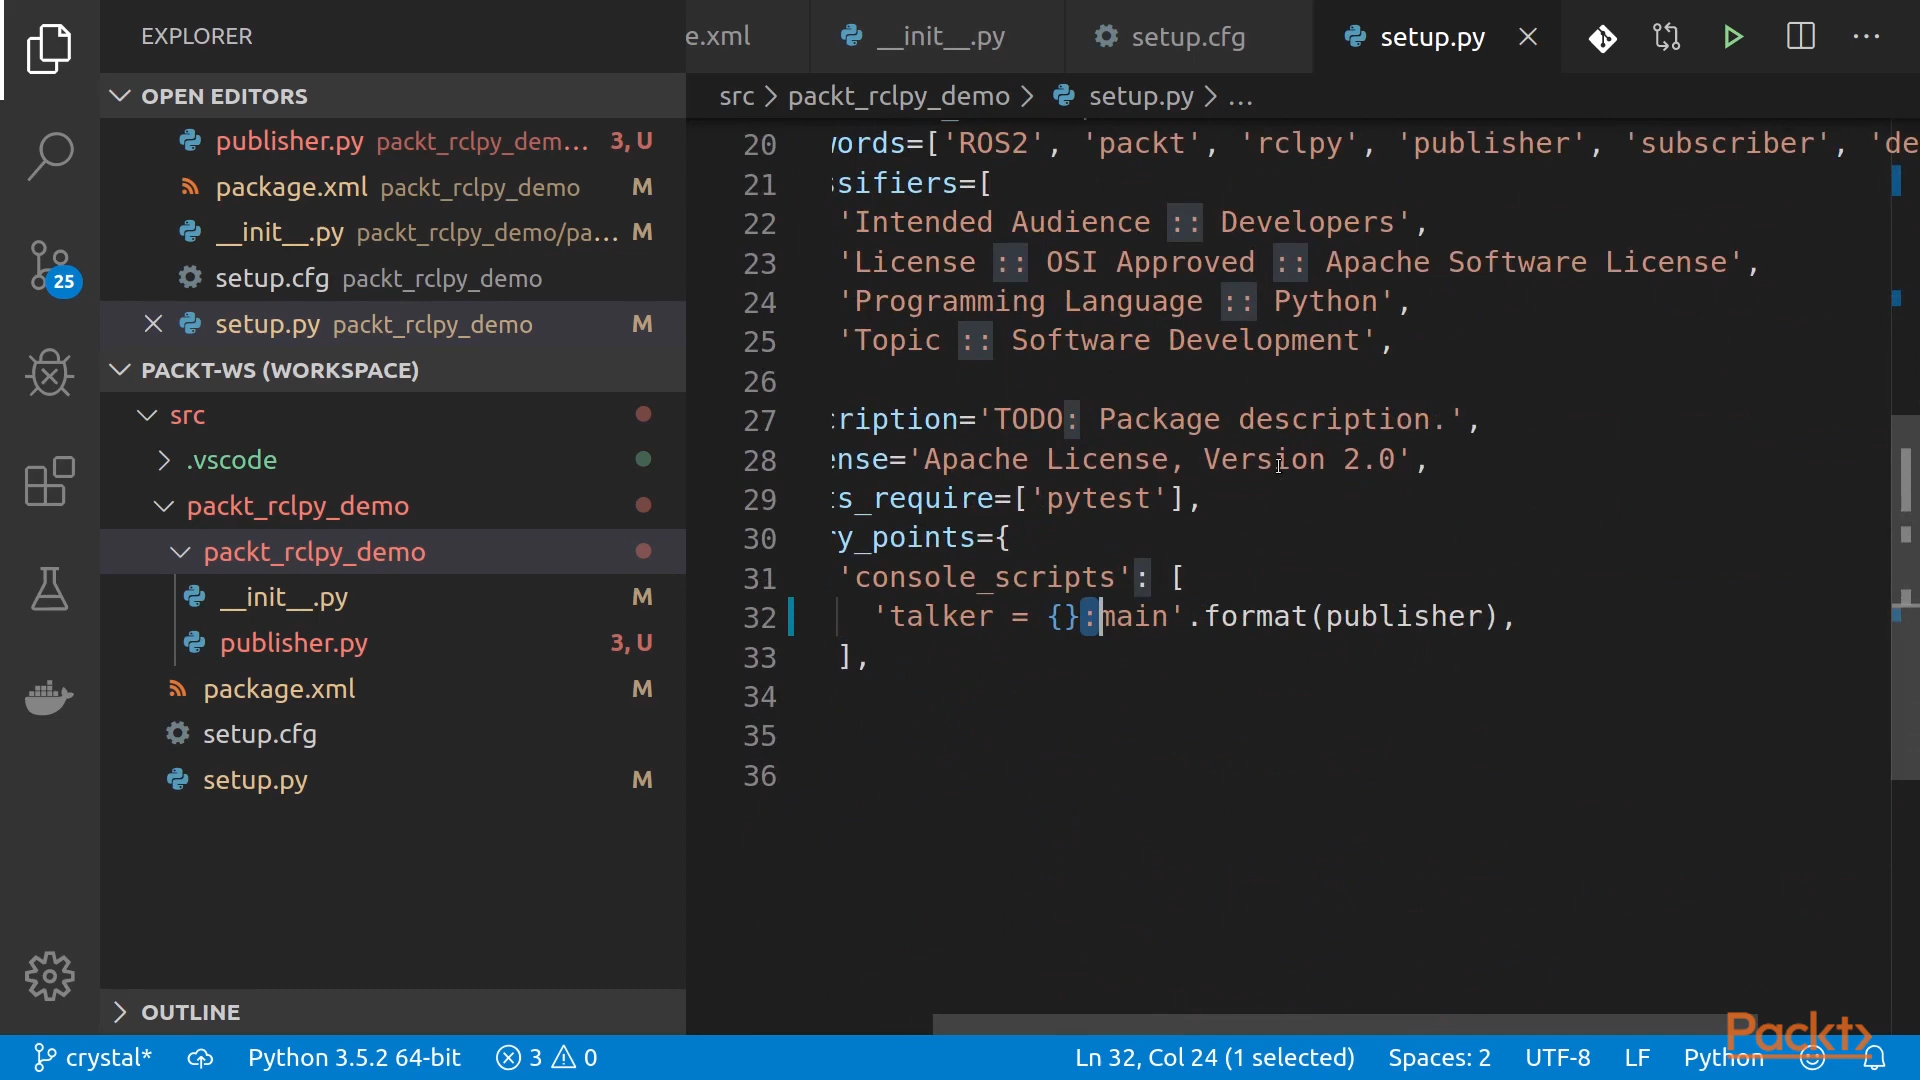 EXPLORER
e.xml
__init__.py
setup.cfg
setup.py
OPEN EDITORS
src > packt_rclpy_demo > setup.py > ...
publisher.py packt_rclpy_dem... 3, U
package.xml packt_rclpy_demo M
__init__.py packt_rclpy_demo/pa... M
setup.cfg packt_rclpy_demo
setup.py packt_rclpy_demo M
PACKT-WS (WORKSPACE)
src
.vscode
packt_rclpy_demo
packt_rclpy_demo
__init__.py M
publisher.py 3, U
package.xml M
setup.cfg
setup.py M
OUTLINE
20 words=['ROS2', 'packt', 'rclpy', 'publisher', 'subscriber', 'de
21 ssifiers=[
22 'Intended Audience :: Developers',
23 'License :: OSI Approved :: Apache Software License',
24 'Programming Language :: Python',
25 'Topic :: Software Development',
26
27 cription='TODO: Package description.',
28 ense='Apache License, Version 2.0',
29 ts_require=['pytest'],
30 ry_points={
31 'console_scripts': [
32 'talker = {}:main'.format(publisher),
33 ],
34
35
36
Packt>
25
crystal* Python 3.5.2 64-bit 3 0 Ln 32, Col 24 (1 selected) Spaces: 2 UTF-8 LF Python